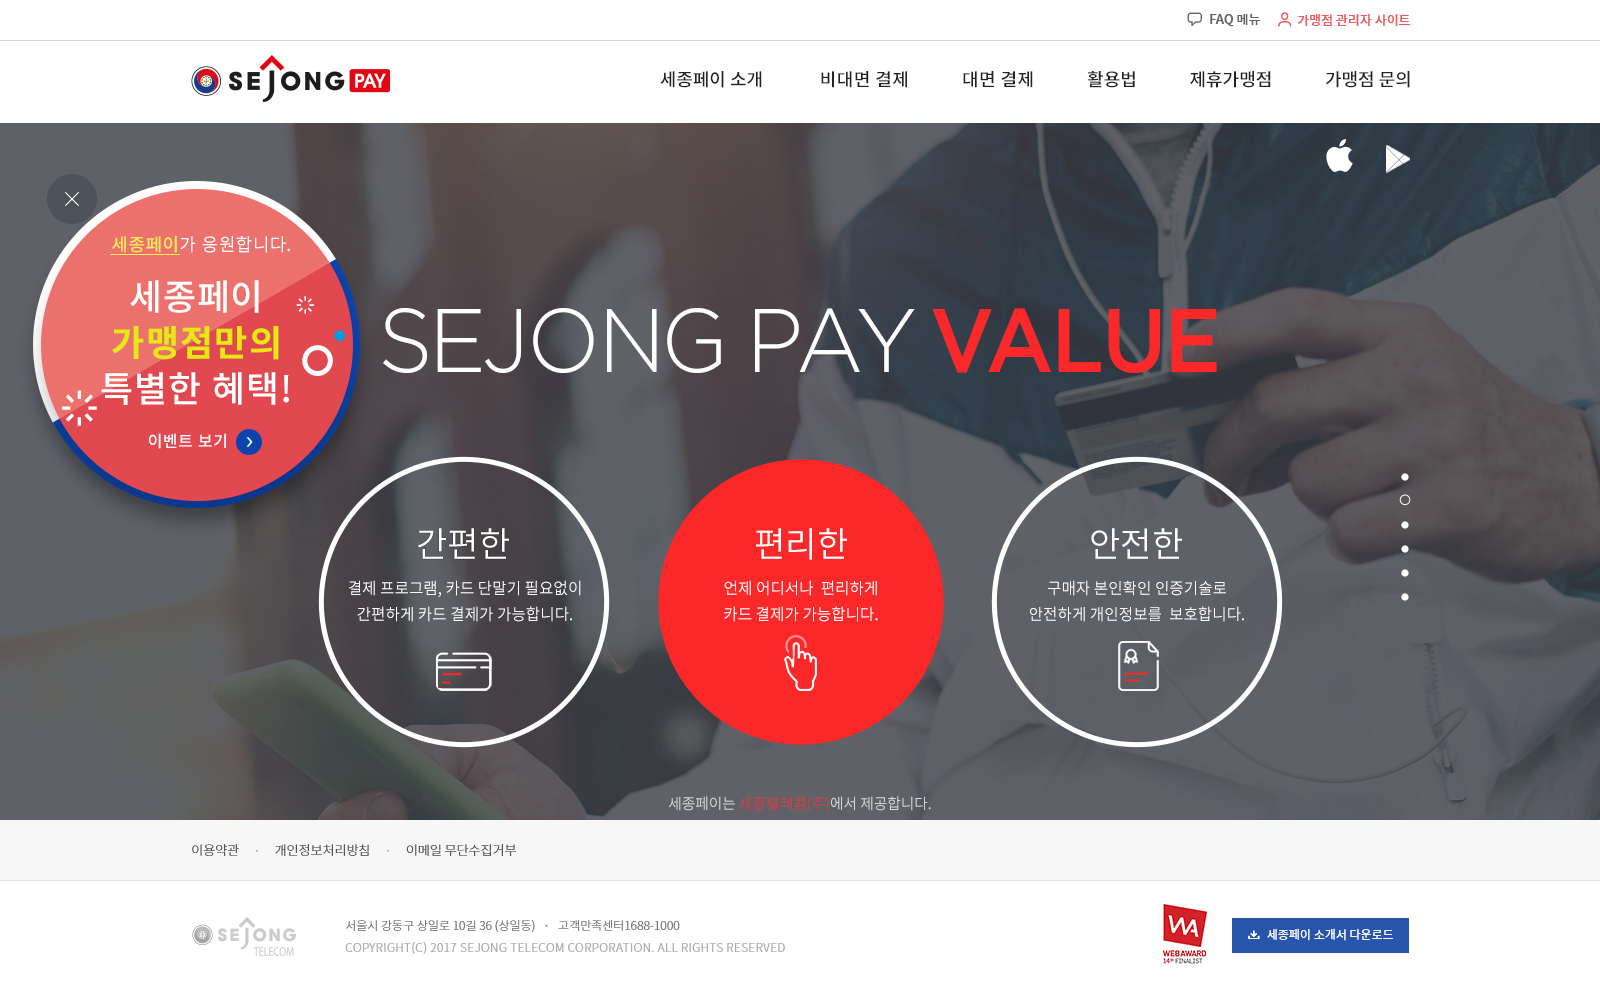 FAQ 메뉴
가맹점 관리자 사이트
SEJONG PAY
세종페이 소개
비대면 결제
대면 결제
활용법
제휴가맹점
가맹점 문의
세종페이가 응원합니다.
세종페이
가맹점만의
특별한 혜택!
이벤트 보기
SEJONG PAY VALUE
간편한
결제 프로그램, 카드 단말기 필요없이
간편하게 카드 결제가 가능합니다.
편리한
언제 어디서나 편리하게
카드 결제가 가능합니다.
안전한
구매자 본인확인 인증기술로
안전하게 개인정보를 보호합니다.
세종페이는 세종텔레콤(주)에서 제공합니다.
이용약관 · 개인정보처리방침 · 이메일 무단수집거부
SEJONG
TELECOM
서울시 강동구 상일로 10길 36 (상일동) · 고객만족센터1688-1000
COPYRIGHT(C) 2017 SEJONG TELECOM CORPORATION. ALL RIGHTS RESERVED
WA
WEB AWARD
14th FINALIST
세종페이 소개서 다운로드